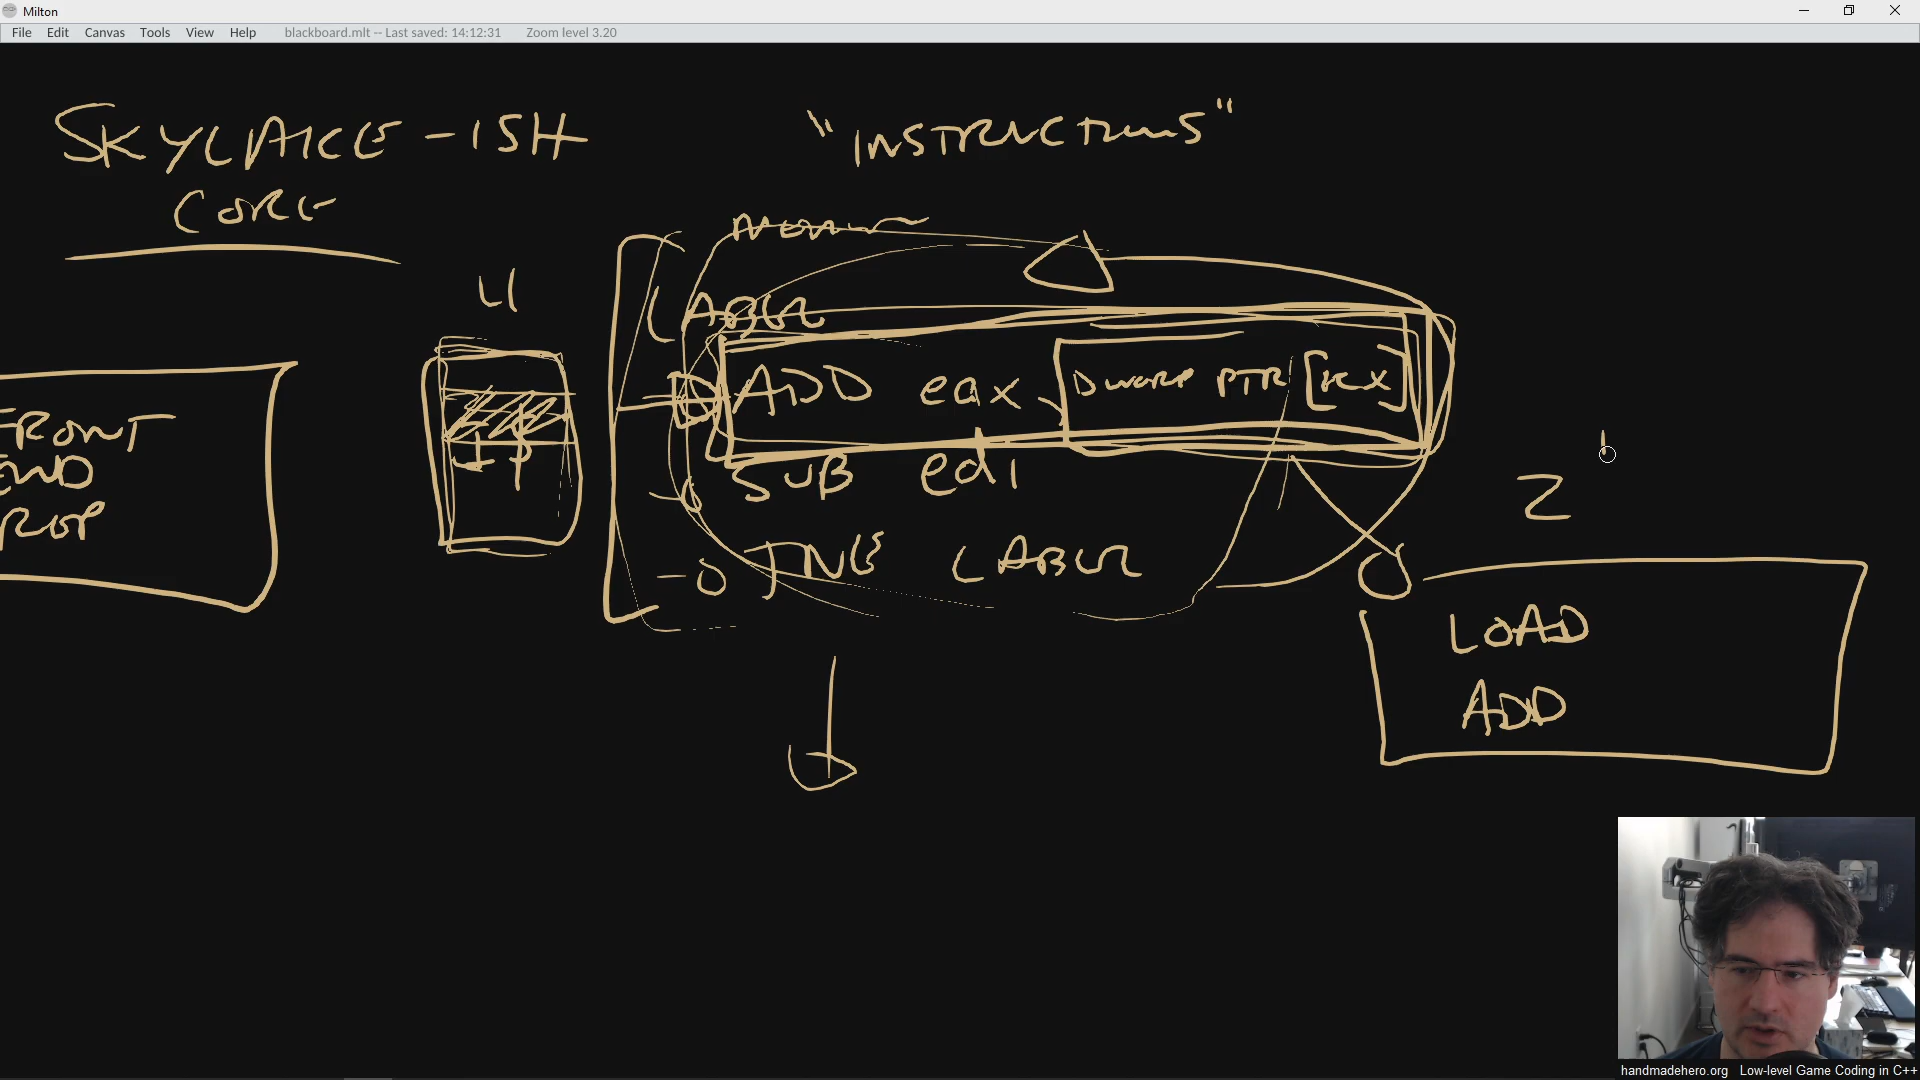 Milton
File Edit Canvas Tools View Help blackboard.mlt -- Last saved: 14:12:31 Zoom level 3.20
SKYLAKE-ISH
CORE
"INSTRUCTIONS"
4
LABEL
ADD eax, DWORD PTR [rcx]
SUB edi
JNE LABEL
FRONT
END
IP
2
LOAD
ADD
handmadehero.org Low-level Game Coding in C++